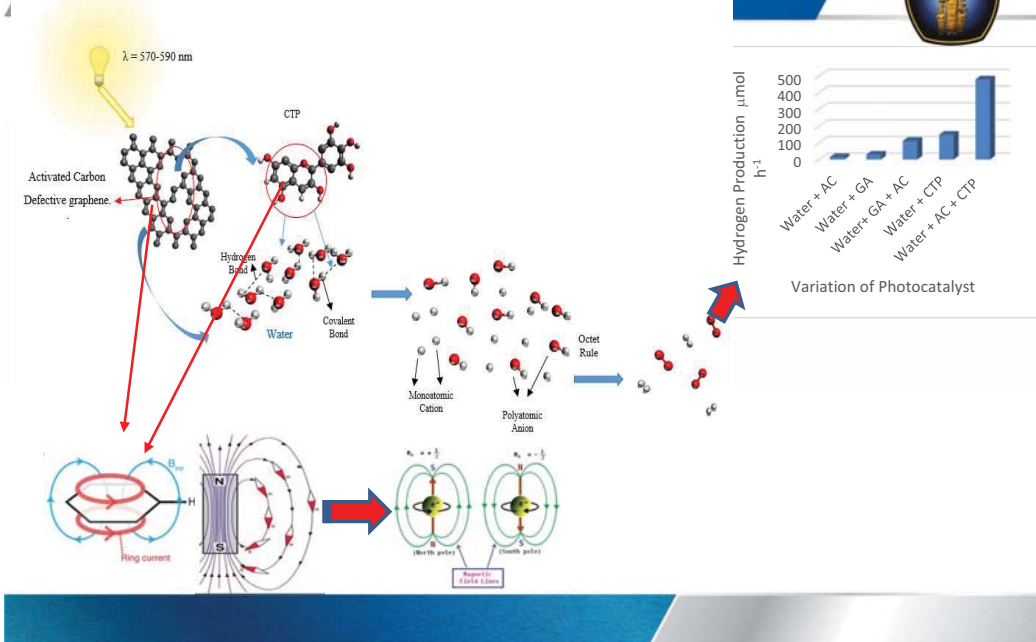 λ = 570-590 nm
CTP
Activated Carbon
Defective graphene.
.
Hydrogen
Bond
Covalent
Bond
Water
Monoatomic
Cation
Polyatomic
Anion
Octet
Rule
Hydrogen Production μmol
h⁻¹
500
400
300
200
100
0
Water + AC
Water + GA
Water+ GA + AC
Water + CTP
Water + AC + CTP
Variation of Photocatalyst
B ind
H
Ring current
N
S
S
N
(North pole)
N
S
(South pole)
Magnetic
Field Lines